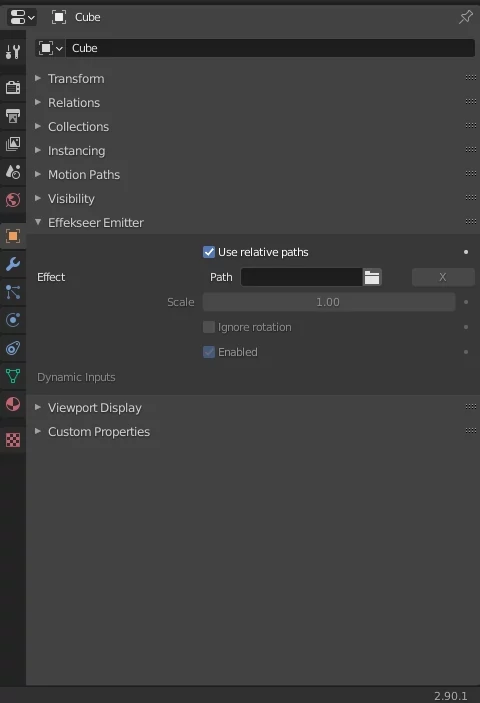 Cube
Cube
Transform
Relations
Collections
Instancing
Motion Paths
Visibility
Effekseer Emitter
Use relative paths
Effect Path X
Scale 1.00
Ignore rotation
Enabled
Dynamic Inputs
Viewport Display
Custom Properties
2.90.1